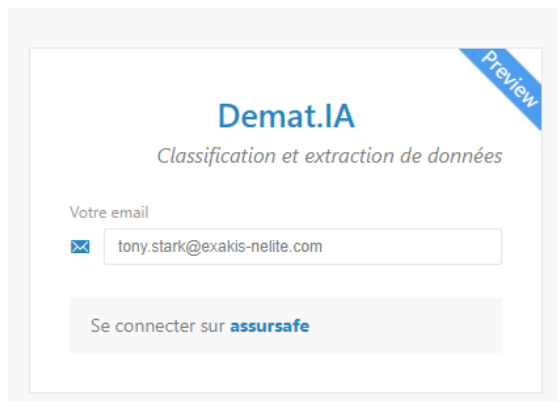 Preview
Demat.IA
Classification et extraction de données
Votre email
tony.stark@exakis-nelite.com
Se connecter sur assursafe